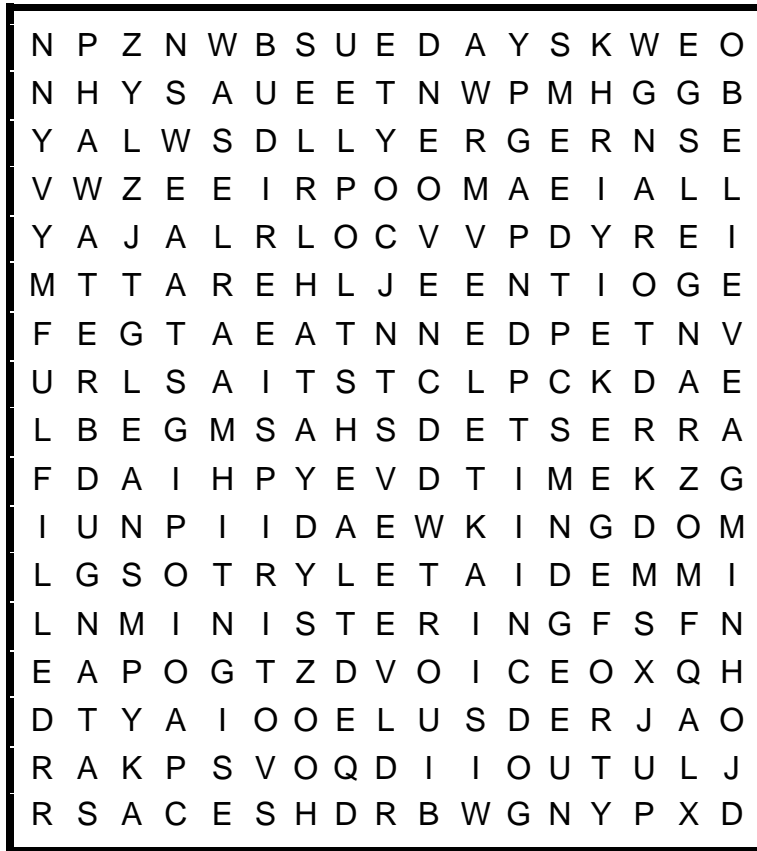 N P Z N W B S U E D A Y S K W E O
N H Y S A U E E T N W P M H G G B
Y A L W S D L L Y E R G E R N S E
V W Z E E I R P O O M A E I A L L
Y A J A L R L O C V V P D Y R E I
M T T A R E H L J E E N T I O G E
F E G T A E A T N N E D P E T N V
U R L S A I T S T C L P C K D A E
L B E G M S A H S D E T S E R R A
F D A I H P Y E V D T I M E K Z G
I U N P I I D A E W K I N G D O M
L G S O T R Y L E T A I D E M M I
L N M I N I S T E R I N G F S F N
E A P O G T Z D V O I C E O X Q H
D T Y A I O O E L U S D E R J A O
R A K P S V O Q D I I O U T U L J
R S A C E S H D R B W G N Y P X D